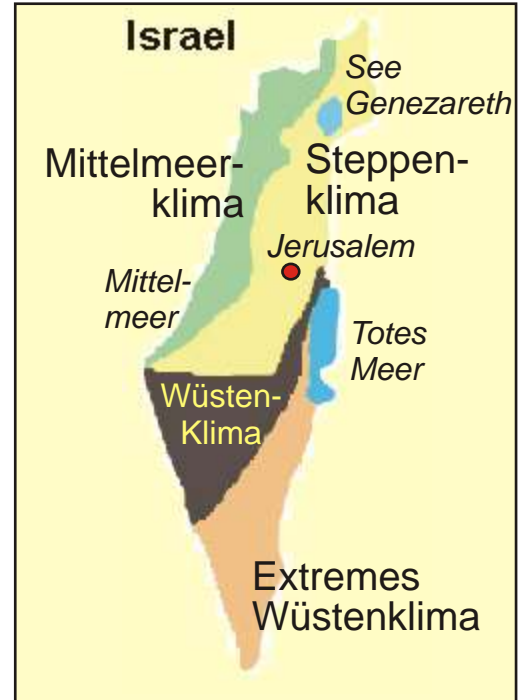 Israel
See
Genezareth
Mittelmeer-
klima
Steppen-
klima
Jerusalem
Mittel-
meer
Totes
Meer
Wüsten-
Klima
Extremes
Wüstenklima